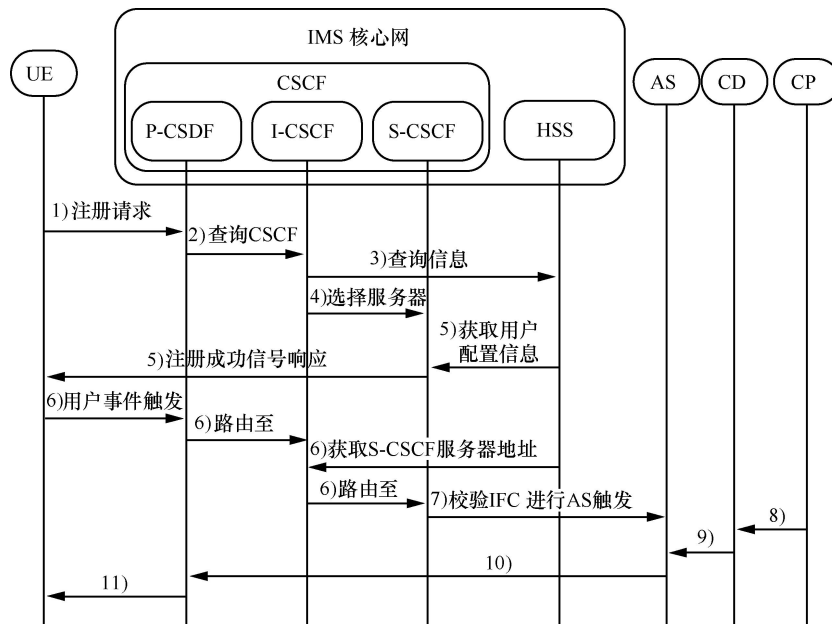 IMS 核心网
UE
CSCF
AS
CD
CP
P-CSDF
I-CSCF
S-CSCF
HSS
1)注册请求
2)查询CSCF
3)查询信息
4)选择服务器
5)获取用户
配置信息
5)注册成功信号响应
6)用户事件触发
6)路由至
6)获取S-CSCF服务器地址
6)路由至
7)校验IFC 进行AS触发
8)
9)
10)
11)